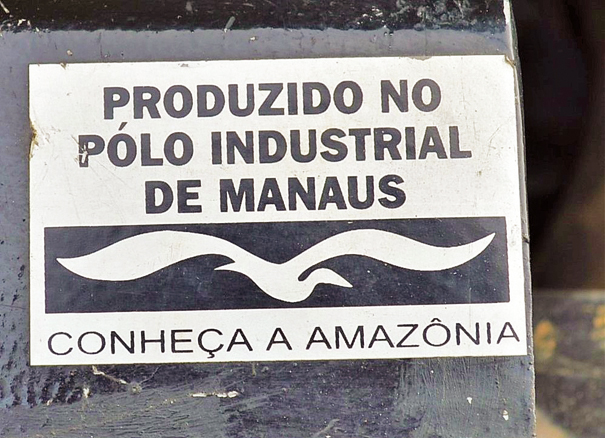 PRODUZIDO NO
PÓLO INDUSTRIAL
DE MANAUS
CONHEÇA A AMAZÔNIA